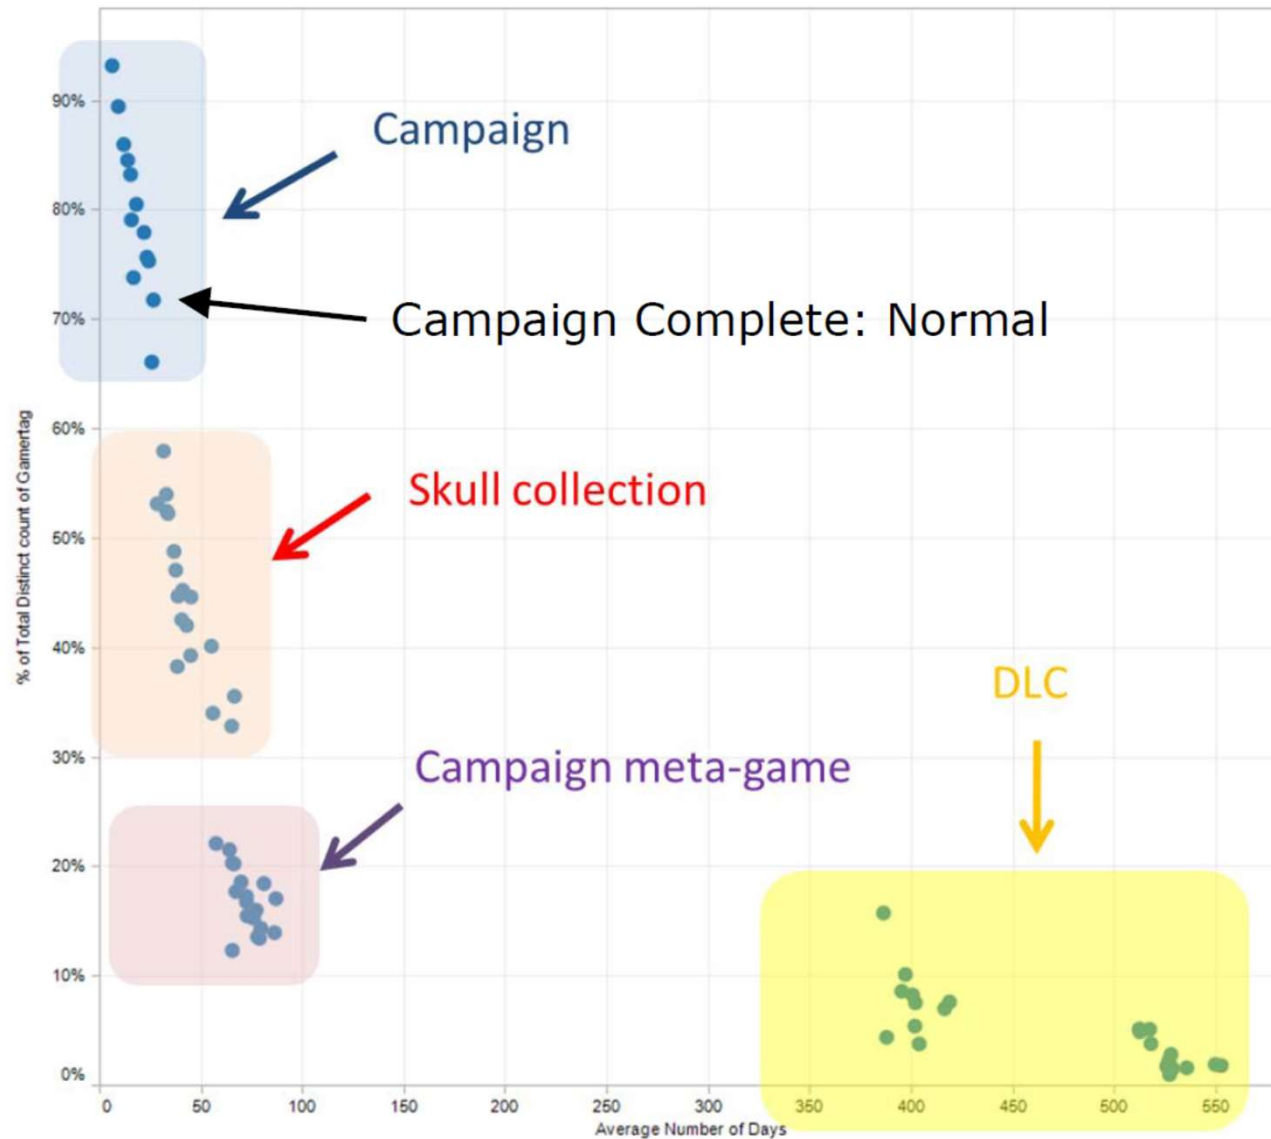 Campaign
Campaign Complete: Normal
Skull collection
Campaign meta-game
DLC
% of Total Distinct count of Gamertag
90%
80%
70%
60%
50%
40%
30%
20%
10%
0%
0 50 100 150 200 250 300 350 400 450 500 550
Average Number of Days